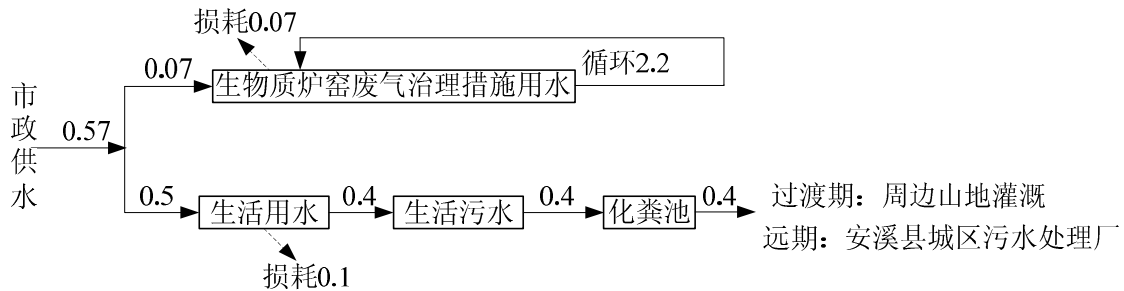 损耗0.07
循环2.2
0.07
生物质炉窑废气治理措施用水
市政供水
0.57
0.5
生活用水
0.4
生活污水
0.4
化粪池
0.4
过渡期：周边山地灌溉
远期：安溪县城区污水处理厂
损耗0.1